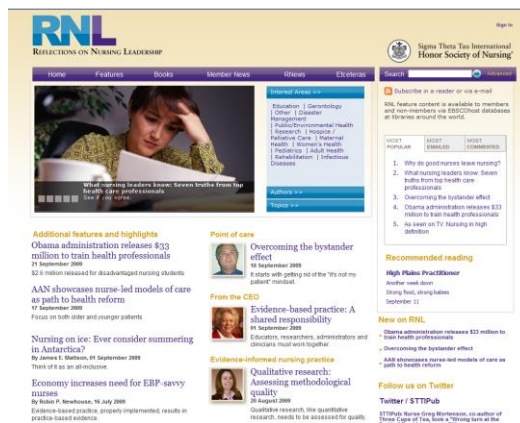 Sign In
RNL
REFLECTIONS ON NURSING LEADERSHIP
Sigma Theta Tau International
Honor Society of Nursing®
Home
Features
Books
Member News
RNews
Etceteras
Search
Advanced
What nursing leaders know: Seven truths from top
health care professionals
See if you agree.
Interest Areas >>
Education | Gerontology
| Other | Disaster
Management
| Public/Environmental Health
| Research | Hospice /
Palliative Care | Maternal
Health | Women's Health
| Pediatrics | Adult Health
| Rehabilitation | Infectious
Diseases
Authors >>
Topics >>
Subscribe in a reader or via e-mail
RNL feature content is available to members
and non-members via EBSCOhost databases
at libraries around the world.
MOST
POPULAR
MOST
EMAILED
MOST
COMMENTED
1. Why do good nurses leave nursing?
2. What nursing leaders know: Seven
truths from top health care
professionals
3. Overcoming the bystander
effect
4. Obama administration releases $33
million to train health
professionals
5. As seen on TV: Nursing in high
definition
Recommended reading
High Plains Practitioner
Another week down
Strong food, strong babies
September 11
New on RNL
Obama administration releases $33 million to
train health professionals
Overcoming the bystander effect
AAN showcases nurse-led models of care as
path to health reform
Follow us on Twitter
Twitter / STTIPub
STTIPub: Nurse Greg Mortenson, co author of
Three Cups of Tea, took a "Wrong turn at the
Additional features and highlights
Obama administration releases $33
million to train health professionals
21 September 2009
$2.6 million released for disadvantaged nursing students
AAN showcases nurse-led models of care
as path to health reform
17 September 2009
Focus on both older and younger patients
Nursing on ice: Ever consider summering
in Antarctica?
By James E. Mattson, 01 September 2009
Think of it as an all-inclusive.
Economy increases need for EBP-savvy
nurses
By Robin P. Newhouse, 16 July 2009
Evidence-based practice, properly implemented, results in
practice-based evidence.
Point of care
Overcoming the bystander
effect
10 September 2009
It starts with getting rid of the "it's not my
patient" mindset.
From the CEO
Evidence-based practice: A
shared responsibility
01 September 2009
Educators, researchers, administrators and
clinicians must work together.
Evidence-informed nursing practice
Qualitative research:
Assessing methodological
quality
20 August 2009
Qualitative research, like quantitative
research, needs to be assessed for quality.